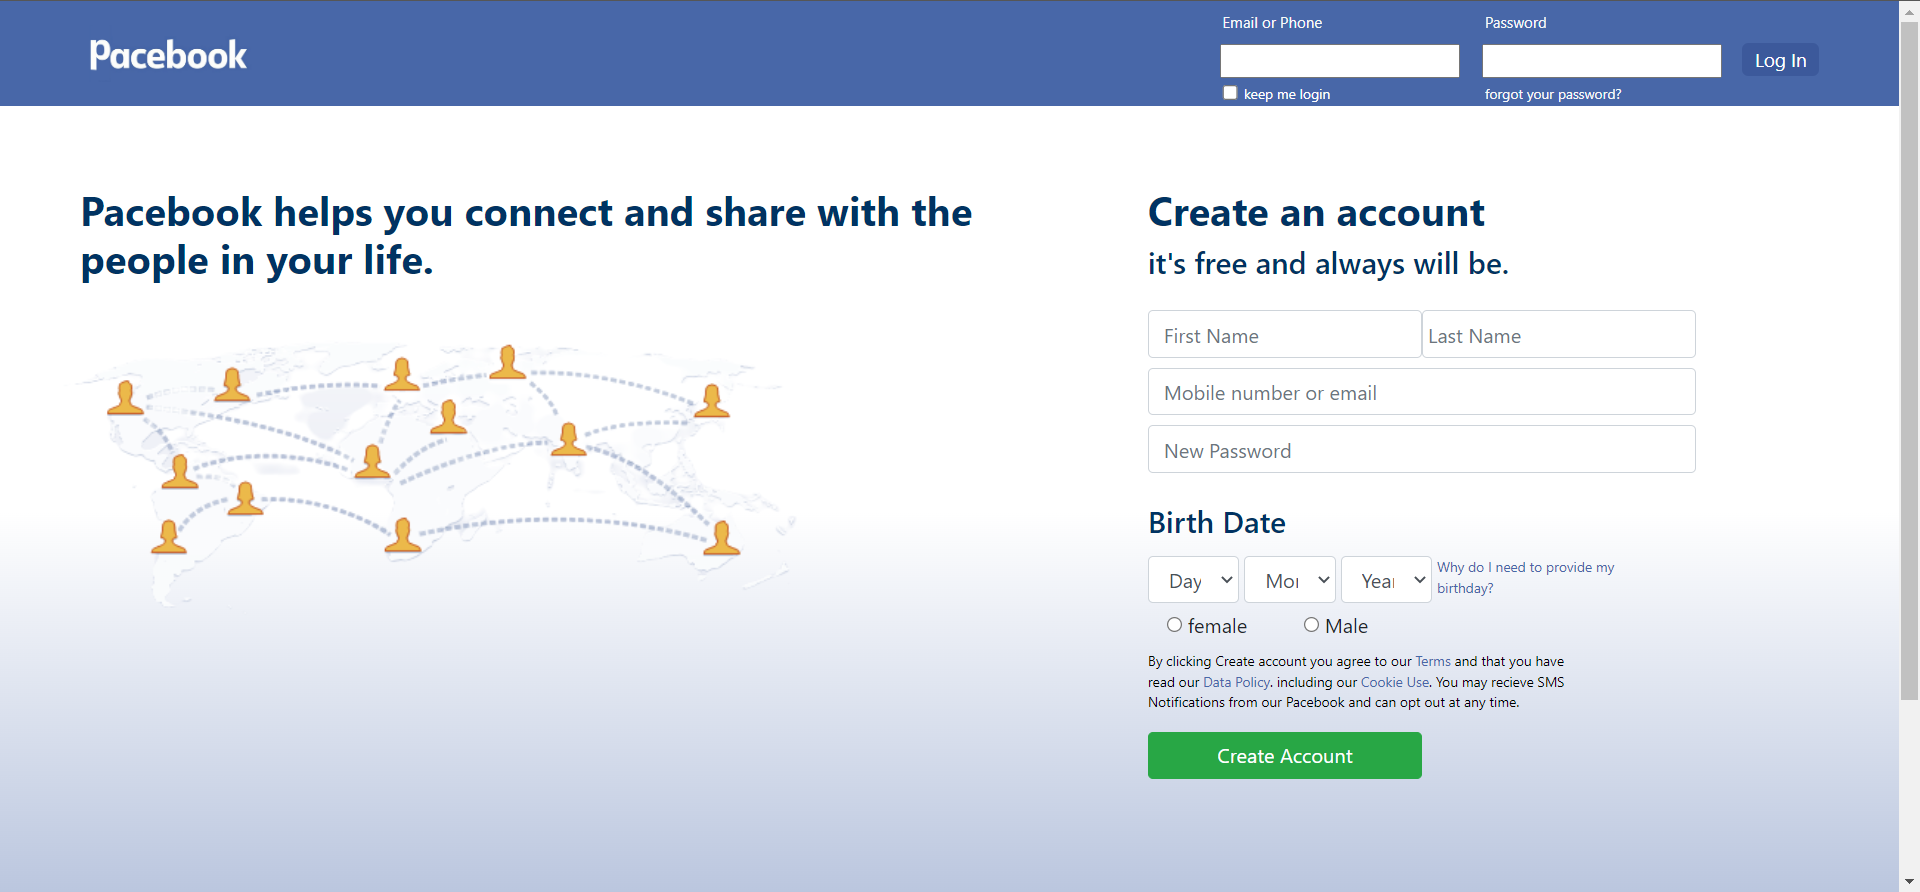 Email or Phone
Password
Pacebook
Log In
keep me login
forgot your password?
Pacebook helps you connect and share with the
people in your life.
Create an account
it's free and always will be.
First Name
Last Name
Mobile number or email
New Password
Birth Date
Day
Mor
Year
Why do I need to provide my
birthday?
female
Male
By clicking Create account you agree to our Terms and that you have
read our Data Policy. including our Cookie Use. You may recieve SMS
Notifications from our Pacebook and can opt out at any time.
Create Account